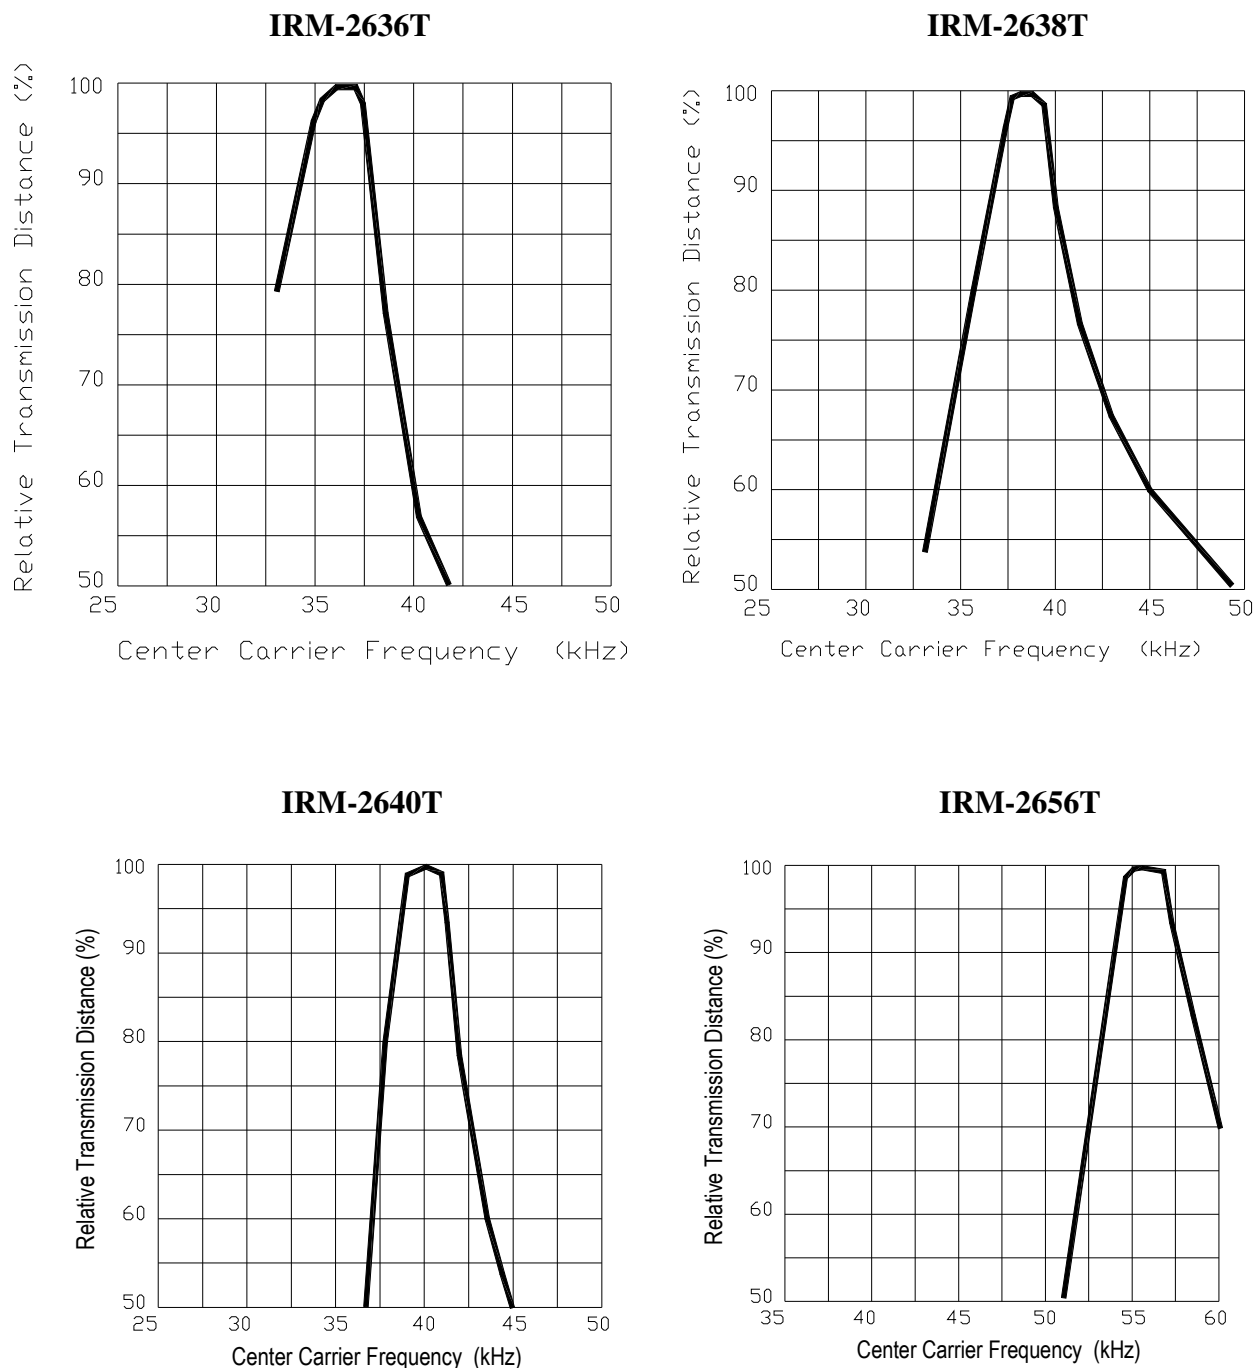 IRM-2636T
Relative Transmission Distance (%)
100
90
80
70
60
50
25 30 35 40 45 50
Center Carrier Frequency (kHz)
IRM-2638T
Relative Transmission Distance (%)
100
90
80
70
60
50
25 30 35 40 45 50
Center Carrier Frequency (kHz)
IRM-2640T
Relative Transmission Distance (%)
100
90
80
70
60
50
25 30 35 40 45 50
Center Carrier Frequency (kHz)
IRM-2656T
Relative Transmission Distance (%)
100
90
80
70
60
50
35 40 45 50 55 60
Center Carrier Frequency (kHz)